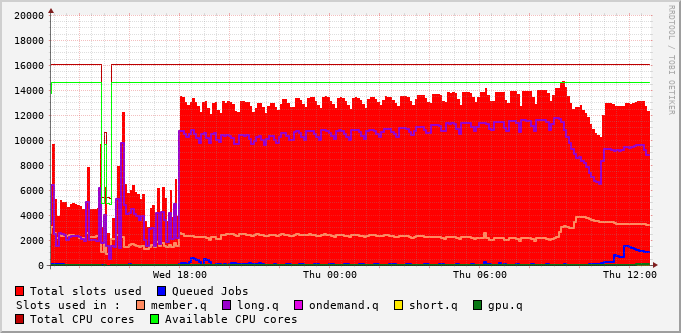 20000
18000
16000
14000
12000
10000
8000
6000
4000
2000
0
Wed 18:00 Thu 00:00 Thu 06:00 Thu 12:00
Total slots used Queued Jobs
Slots used in : member.q long.q ondemand.q short.q gpu.q
Total CPU cores Available CPU cores
RRDTOOL / TOBI OETIKER